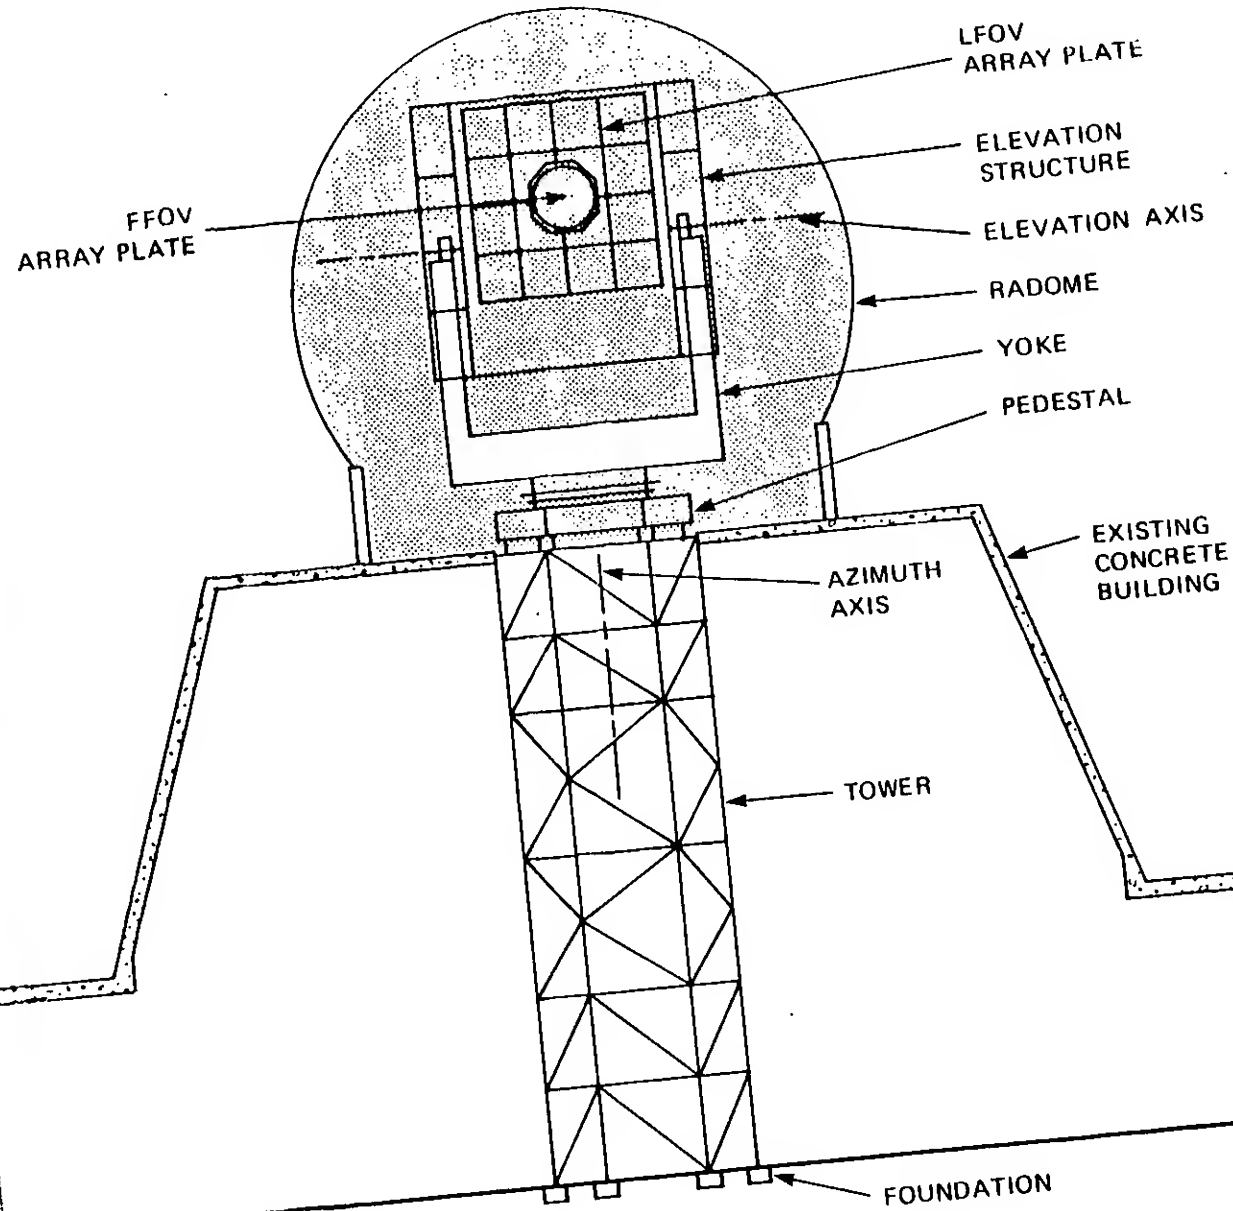 LFOV
ARRAY PLATE
ELEVATION
STRUCTURE
FFOV
ARRAY PLATE
ELEVATION AXIS
RADOME
YOKE
PEDESTAL
EXISTING
CONCRETE
BUILDING
AZIMUTH
AXIS
TOWER
FOUNDATION